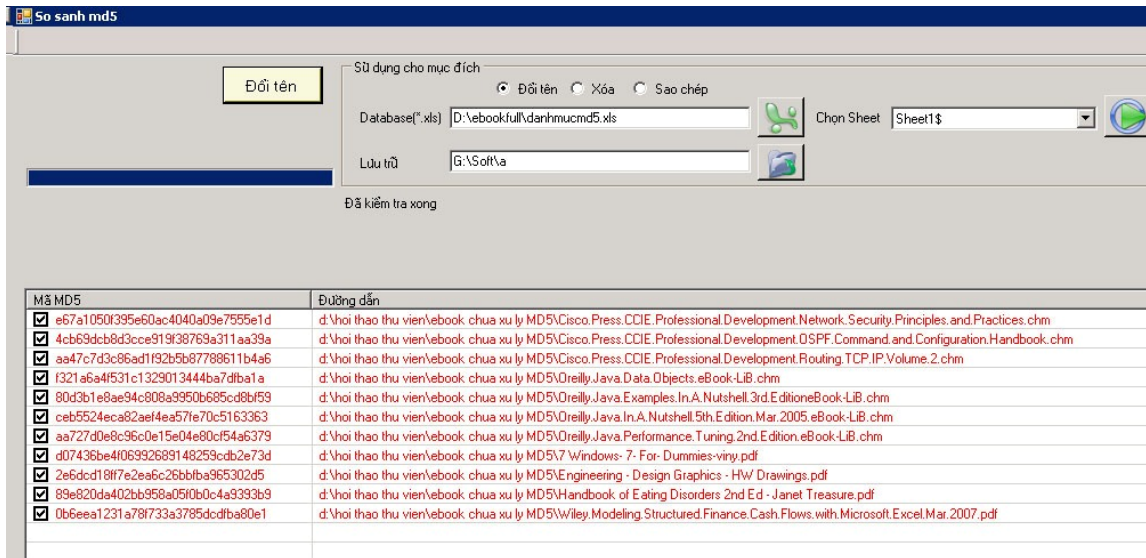 So sanh md5
Đổi tên
Sử dụng cho mục đích
Đổi tên Xóa Sao chép
Database(*.xls) D:\ebookfull\danhmucmd5.xls Chọn Sheet Sheet1$
Lưu trữ G:\Soft\a
Đã kiểm tra xong
Mã MD5 Đường dẫn
e67a1050f395e60ac4040a09e7555e1d d:\hoi thao thu vien\ebook chua xu ly MD5\Cisco.Press.CCIE.Professional.Development.Network.Security.Principles.and.Practices.chm
4cb69dcb8d3cce919f38769a311aa39a d:\hoi thao thu vien\ebook chua xu ly MD5\Cisco.Press.CCIE.Professional.Development.OSPF.Command.and.Configuration.Handbook.chm
aa47c7d3c86ad1f92b5b87788611b4a6 d:\hoi thao thu vien\ebook chua xu ly MD5\Cisco.Press.CCIE.Professional.Development.Routing.TCP.IP.Volume.2.chm
f321a6a4f531c1329013444ba7dfba1a d:\hoi thao thu vien\ebook chua xu ly MD5\Oreilly.Java.Data.Objects.eBook-LiB.chm
80d3b1e8ae94c808a9950b685cd8bf59 d:\hoi thao thu vien\ebook chua xu ly MD5\Oreilly.Java.Examples.In.A.Nutshell.3rd.EditioneBook-LiB.chm
ceb5524eca82aef4ea57fe70c5163363 d:\hoi thao thu vien\ebook chua xu ly MD5\Oreilly.Java.In.A.Nutshell.5th.Edition.Mar.2005.eBook-LiB.chm
aa727d0e8c96c0e15e04e80cf54a6379 d:\hoi thao thu vien\ebook chua xu ly MD5\Oreilly.Java.Performance.Tuning.2nd.Edition.eBook-LiB.chm
d07436be4f06992689148259cdb2e73d d:\hoi thao thu vien\ebook chua xu ly MD5\7 Windows- 7- For- Dummies-viny.pdf
2e6dcd18ff7e2ea6c26bbfba965302d5 d:\hoi thao thu vien\ebook chua xu ly MD5\Engineering - Design Graphics - HW Drawings.pdf
89e820da402bb958a05f0b0c4a9393b9 d:\hoi thao thu vien\ebook chua xu ly MD5\Handbook of Eating Disorders 2nd Ed - Janet Treasure.pdf
0b6eea1231a78f733a3785dcdfba80e1 d:\hoi thao thu vien\ebook chua xu ly MD5\Wiley.Modeling.Structured.Finance.Cash.Flows.with.Microsoft.Excel.Mar.2007.pdf